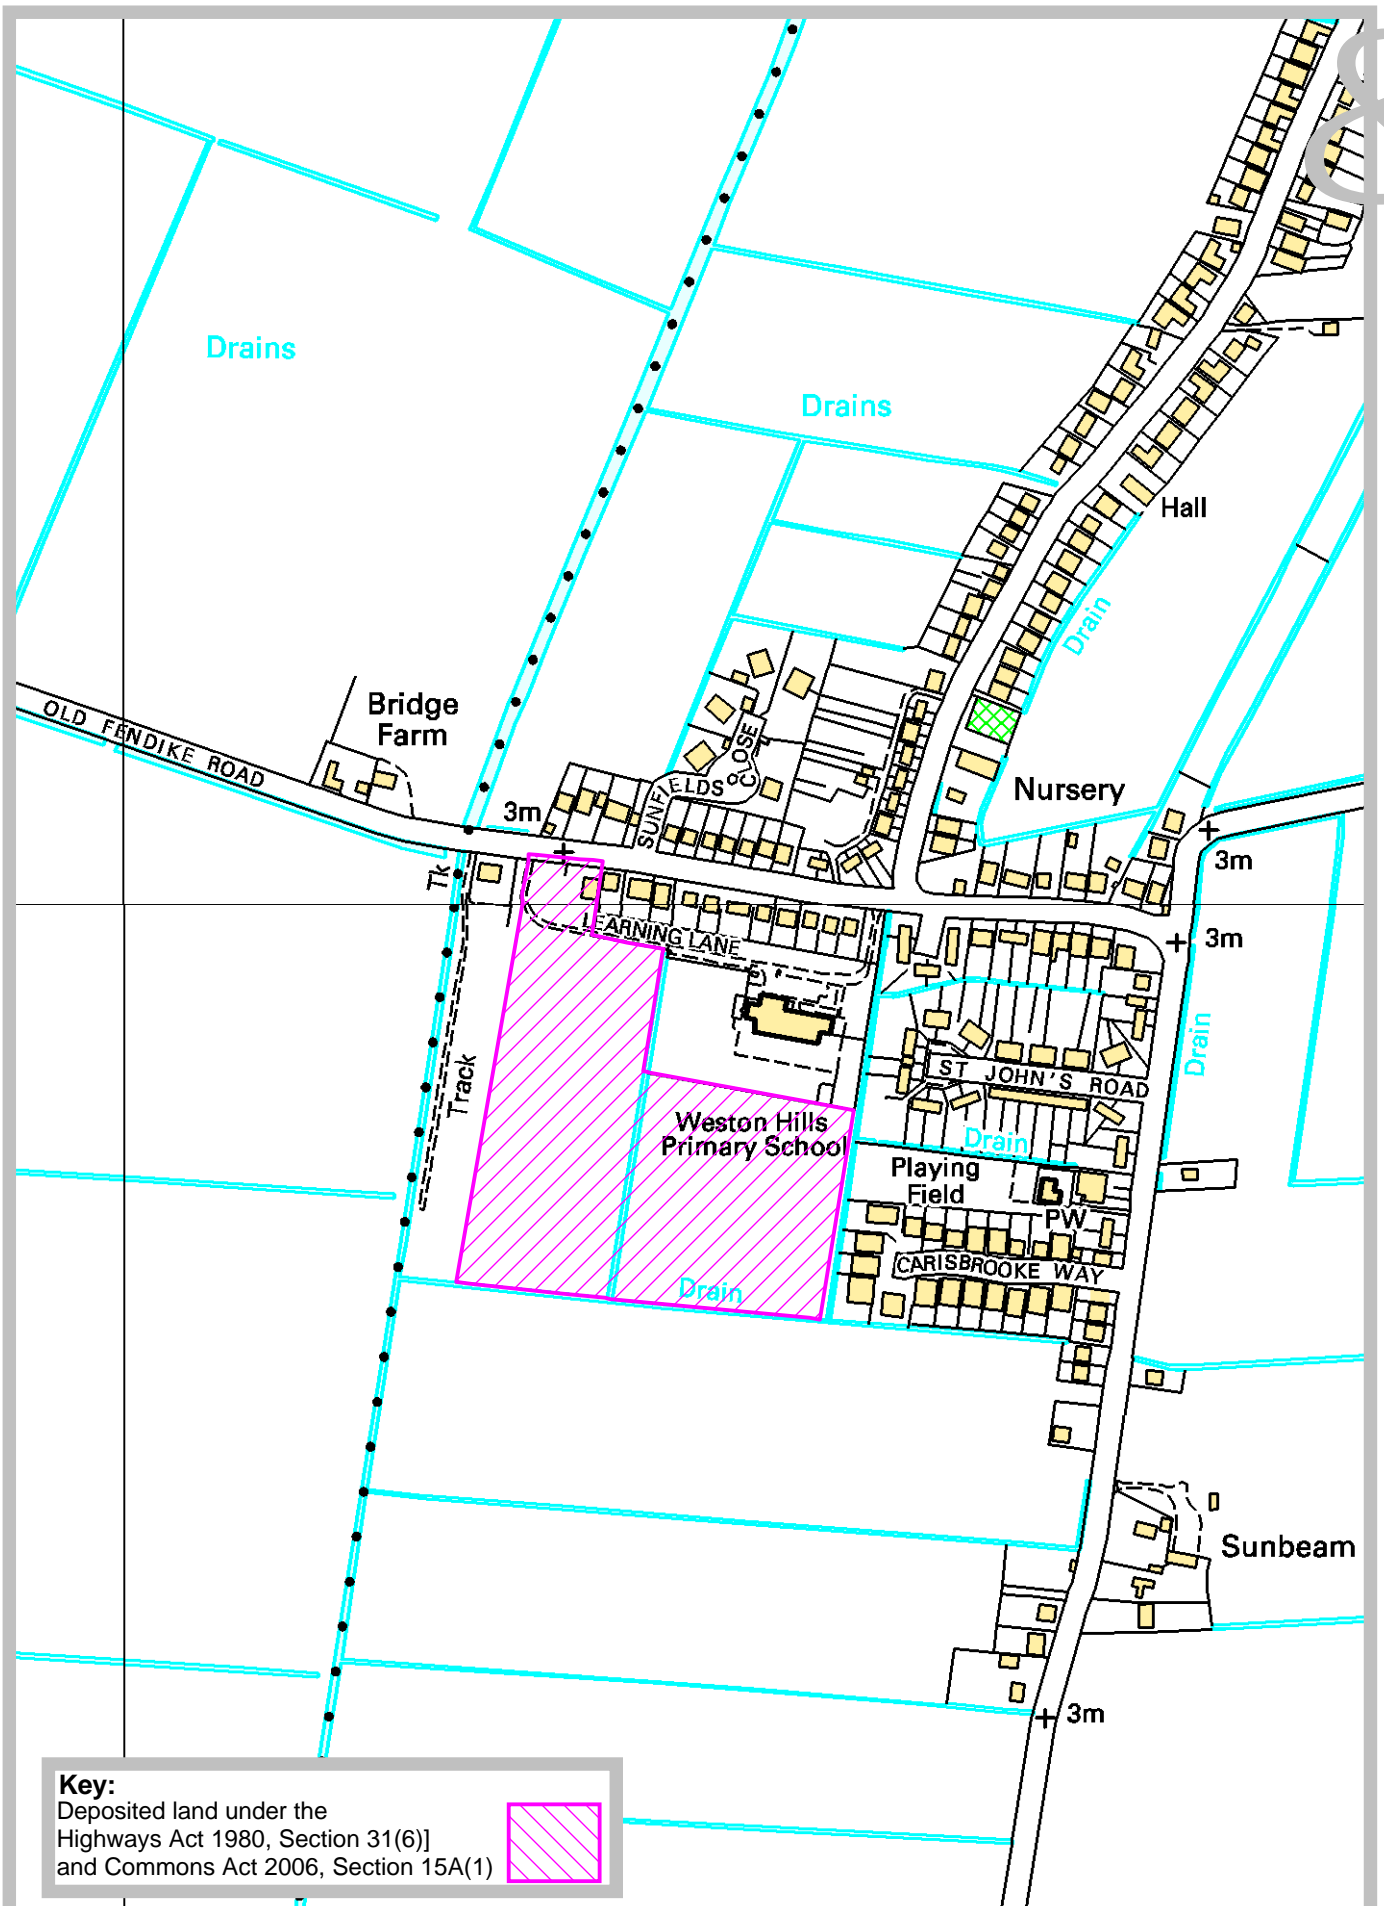 &
Drains
Drains
Hall
Drain
Bridge
Farm
OLD FENDIKE ROAD
SUNFIELDS CLOSE
Nursery
3m
3m
Tk
LEARNING LANE
3m
Drain
Track
ST JOHN'S ROAD
Weston Hills
Primary School
Drain
Playing
Field
PW
CARISBROOKE WAY
Drain
Sunbeam
3m
Key:
Deposited land under the
Highways Act 1980, Section 31(6)]
and Commons Act 2006, Section 15A(1)